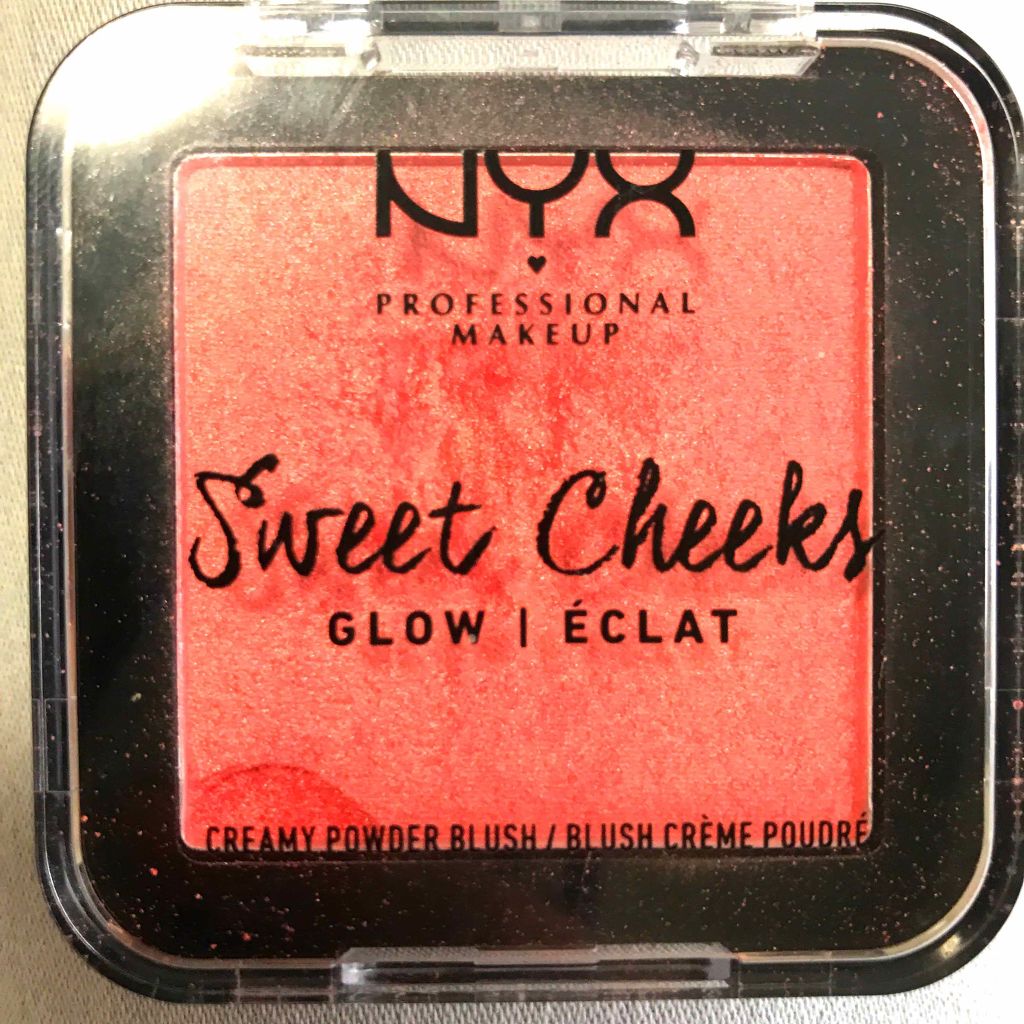 NYX
PROFESSIONAL
MAKEUP
Sweet Cheeks
GLOW | ÉCLAT
CREAMY POWDER BLUSH / BLUSH CRÈME POUDRÉ